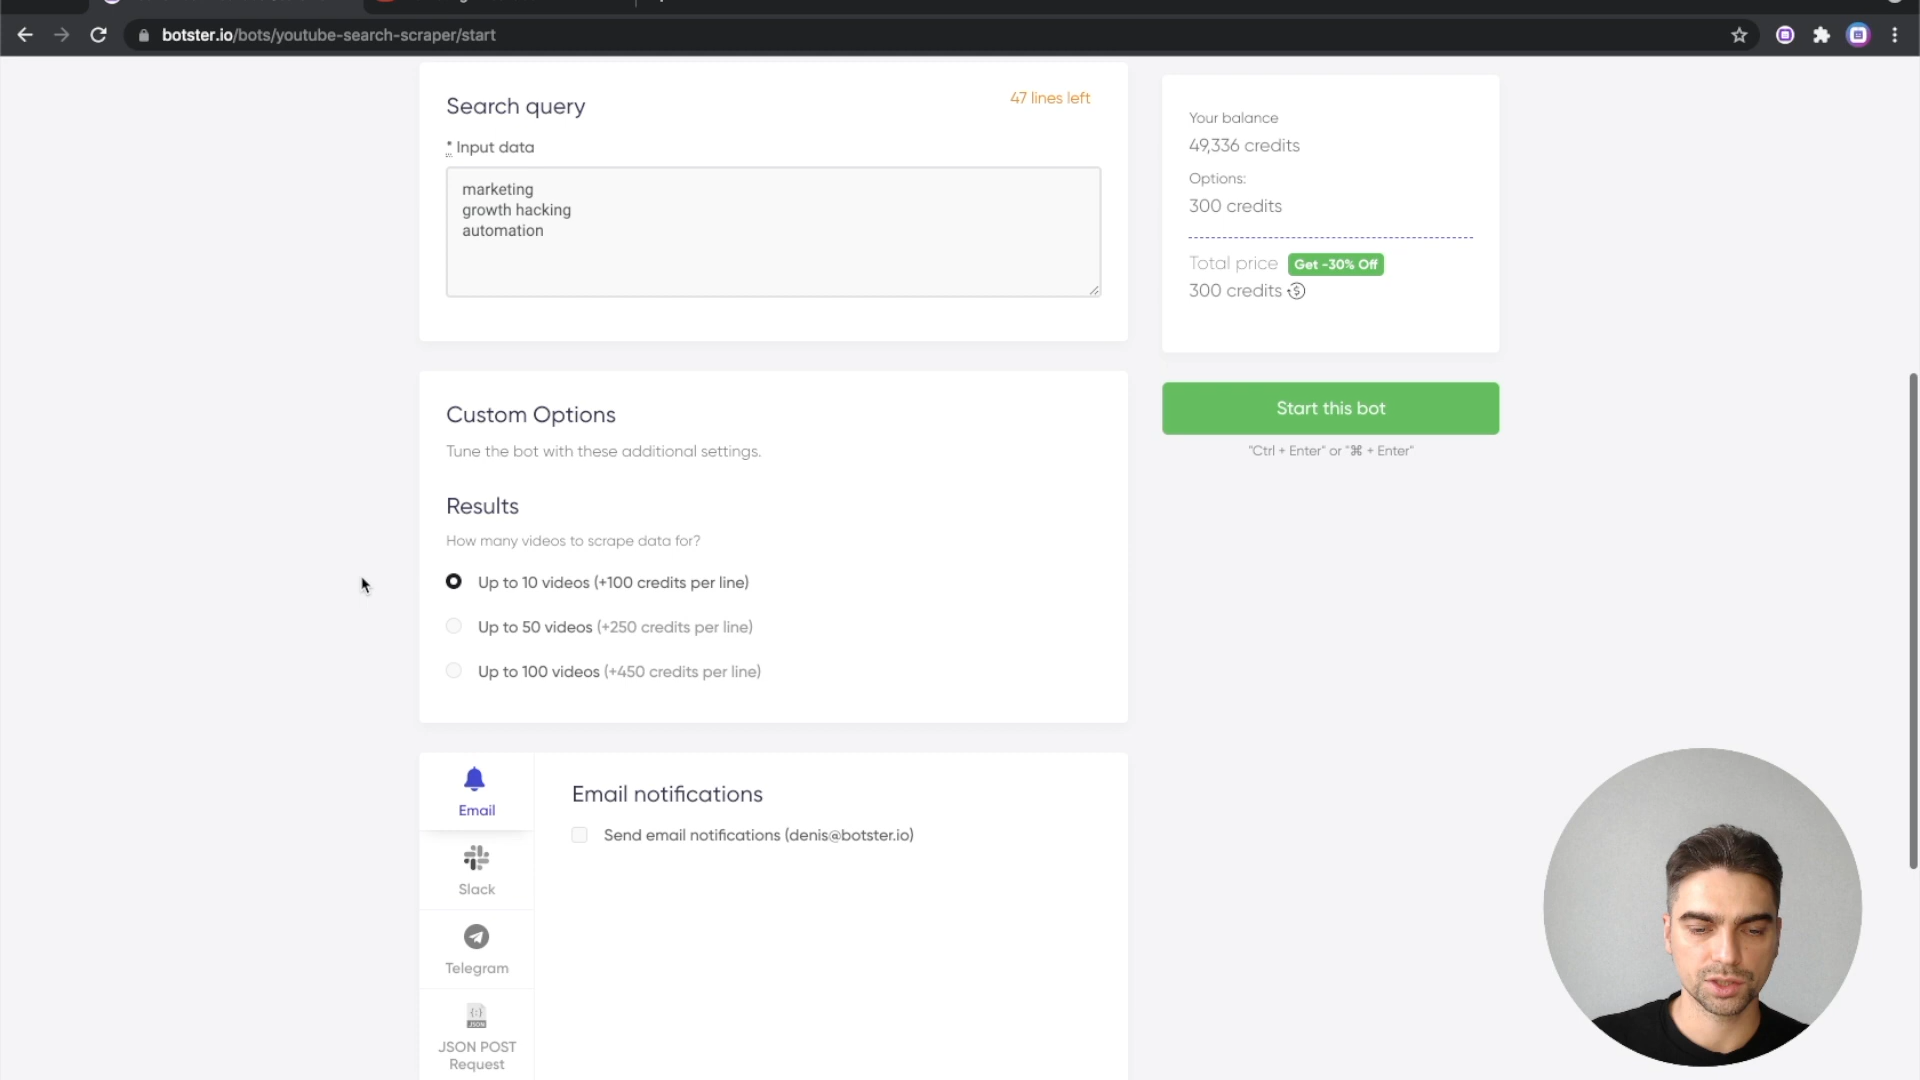 botster.io/bots/youtube-search-scraper/start
Search query
47 lines left
* Input data
marketing
growth hacking
automation
Your balance
49,336 credits
Options:
300 credits
Total price Get -30% Off
300 credits
Start this bot
"Ctrl + Enter" or "⌘ + Enter"
Custom Options
Tune the bot with these additional settings.
Results
How many videos to scrape data for?
Up to 10 videos (+100 credits per line)
Up to 50 videos (+250 credits per line)
Up to 100 videos (+450 credits per line)
Email
Slack
Telegram
{:}
JSON
JSON POST
Request
Email notifications
Send email notifications (denis@botster.io)